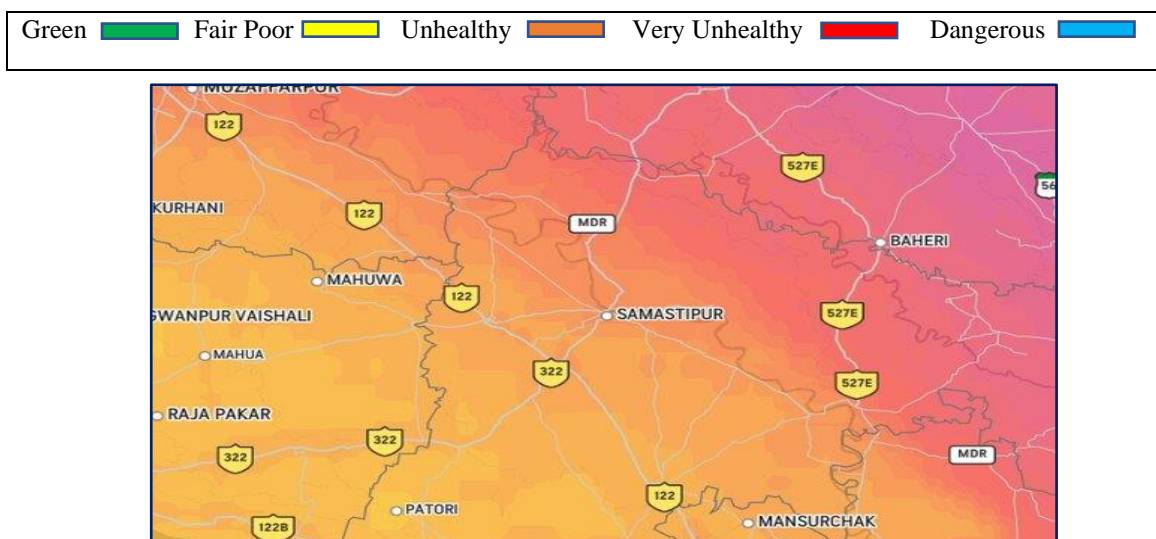 Green Fair Poor Unhealthy Very Unhealthy Dangerous
MUZAFFARPUR
122
527E
56
KURHANI
122
MDR
BAHERI
MAHUWA
122
GWANPUR VAISHALI
SAMASTIPUR
527E
MAHUA
322
527E
RAJA PAKAR
322
322
MDR
122
PATORI
122B
MANSURCHAK